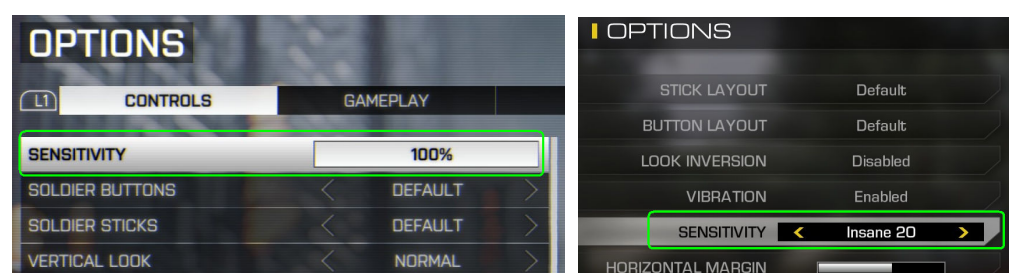 OPTIONS
L1 CONTROLS GAMEPLAY
SENSITIVITY 100%
SOLDIER BUTTONS DEFAULT
SOLDIER STICKS DEFAULT
VERTICAL LOOK NORMAL
OPTIONS
STICK LAYOUT Default
BUTTON LAYOUT Default
LOOK INVERSION Disabled
VIBRATION Enabled
SENSITIVITY Insane 20
HORIZONTAL MARGIN